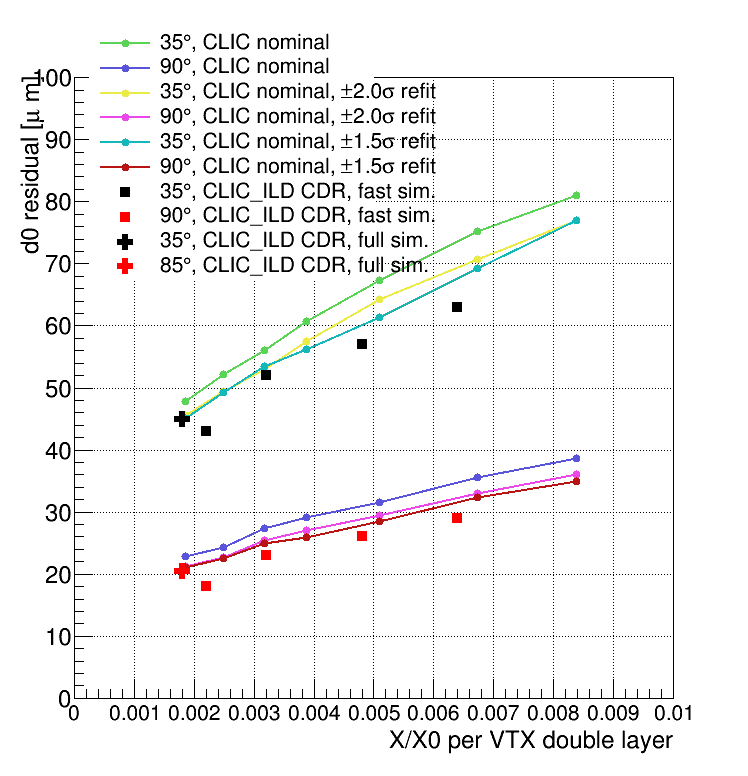 35°, CLIC nominal
90°, CLIC nominal
35°, CLIC nominal, ±2.0σ refit
90°, CLIC nominal, ±2.0σ refit
35°, CLIC nominal, ±1.5σ refit
90°, CLIC nominal, ±1.5σ refit
35°, CLIC_ILD CDR, fast sim.
90°, CLIC_ILD CDR, fast sim.
35°, CLIC_ILD CDR, full sim.
85°, CLIC_ILD CDR, full sim.
d0 residual [μ m]
100
90
80
70
60
50
40
30
20
10
0
0 0.001 0.002 0.003 0.004 0.005 0.006 0.007 0.008 0.009 0.01
X/X0 per VTX double layer